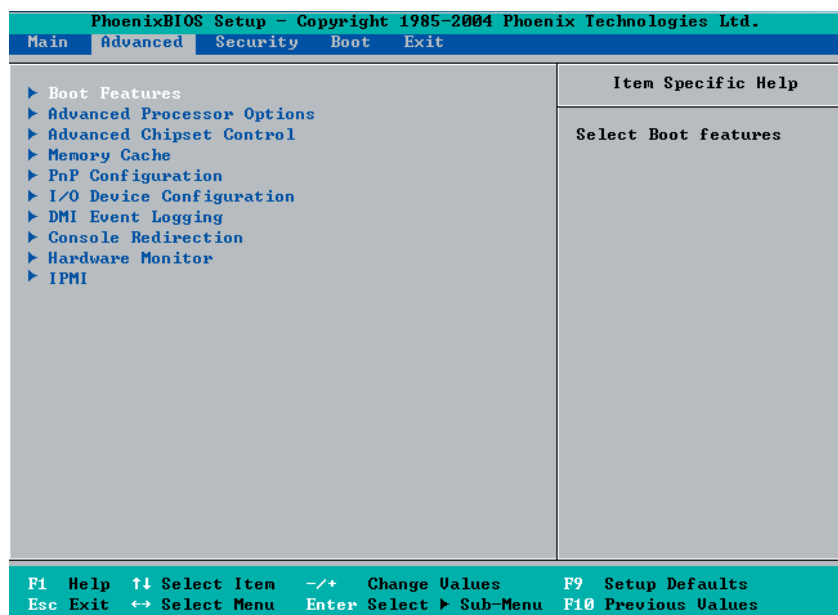 PhoenixBIOS Setup - Copyright 1985-2004 Phoenix Technologies Ltd.
Main Advanced Security Boot Exit
Item Specific Help
▶ Boot Features
▶ Advanced Processor Options
Select Boot features
▶ Advanced Chipset Control
▶ Memory Cache
▶ PnP Configuration
▶ I/O Device Configuration
▶ DMI Event Logging
▶ Console Redirection
▶ Hardware Monitor
▶ IPMI
F1 Help ↑↓ Select Item -/+ Change Values F9 Setup Defaults
Esc Exit ↔ Select Menu Enter Select ▶ Sub-Menu F10 Previous Values